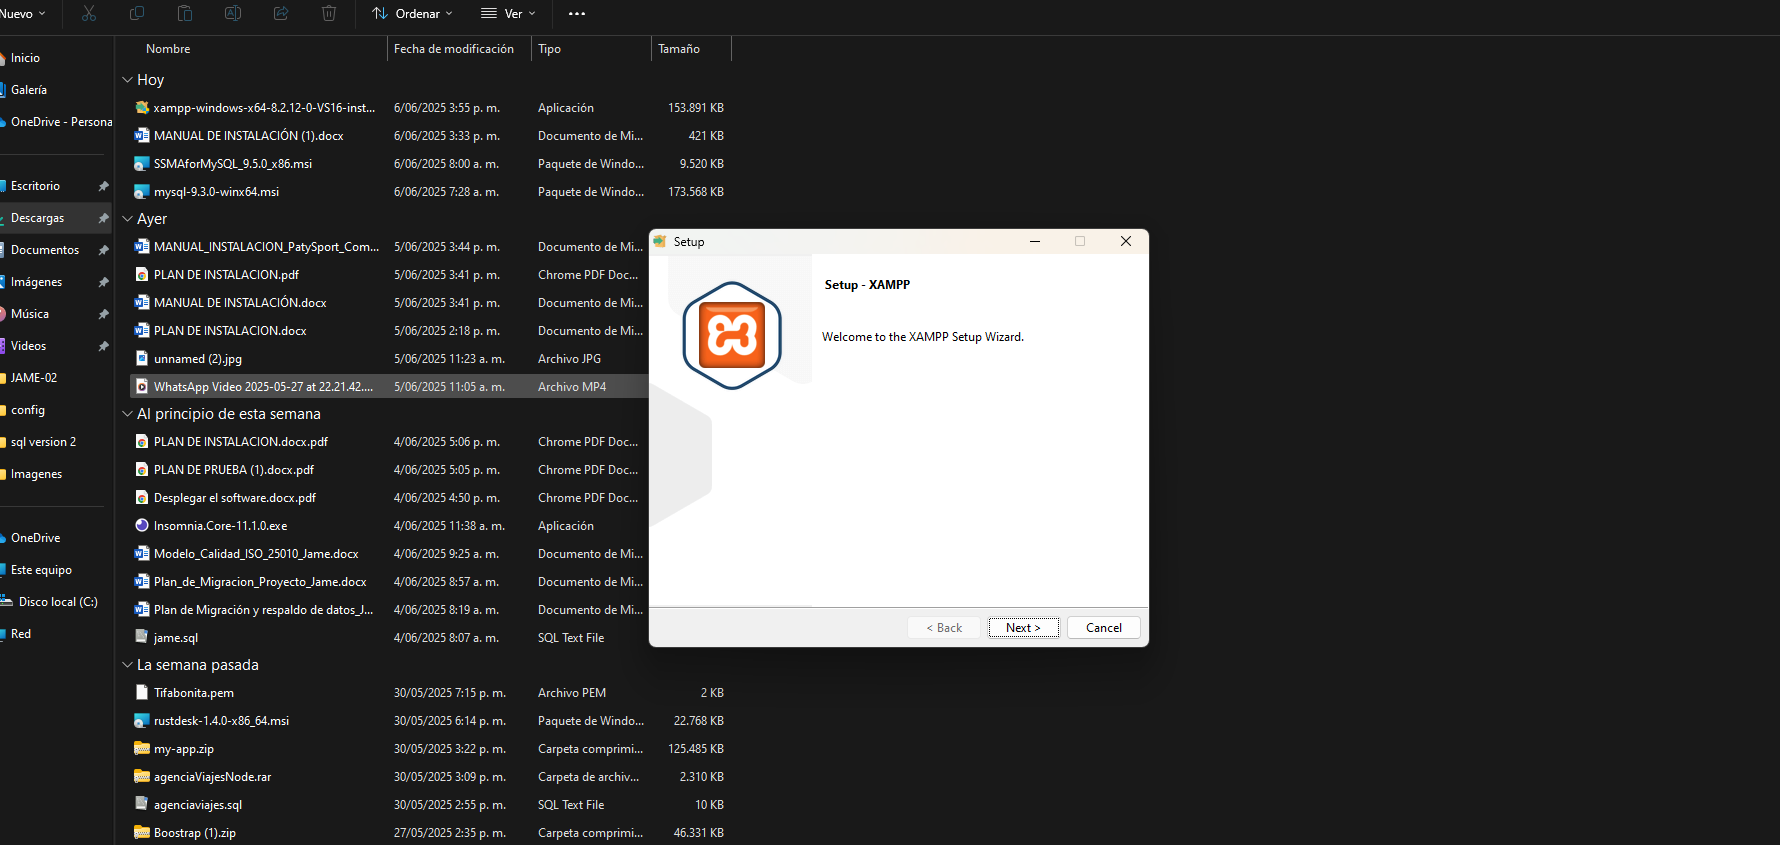 Nuevo
Ordenar
Ver
Nombre
Fecha de modificación
Tipo
Tamaño
Inicio
Galería
OneDrive - Persona
Escritorio
Descargas
Documentos
Imágenes
Música
Videos
JAME-02
config
sql version 2
Imagenes
OneDrive
Este equipo
Disco local (C:)
Red
Hoy
xampp-windows-x64-8.2.12-0-VS16-inst... 6/06/2025 3:55 p. m. Aplicación 153.891 KB
MANUAL DE INSTALACIÓN (1).docx 6/06/2025 3:33 p. m. Documento de Mi... 421 KB
SSMAforMySQL_9.5.0_x86.msi 6/06/2025 8:00 a. m. Paquete de Windo... 9.520 KB
mysql-9.3.0-winx64.msi 6/06/2025 7:28 a. m. Paquete de Windo... 173.568 KB
Ayer
MANUAL_INSTALACION_PatySport_Com... 5/06/2025 3:44 p. m. Documento de Mi...
PLAN DE INSTALACION.pdf 5/06/2025 3:41 p. m. Chrome PDF Doc...
MANUAL DE INSTALACIÓN.docx 5/06/2025 3:41 p. m. Documento de Mi...
PLAN DE INSTALACION.docx 5/06/2025 2:18 p. m. Documento de Mi...
unnamed (2).jpg 5/06/2025 11:23 a. m. Archivo JPG
WhatsApp Video 2025-05-27 at 22.21.42.... 5/06/2025 11:05 a. m. Archivo MP4
Al principio de esta semana
PLAN DE INSTALACION.docx.pdf 4/06/2025 5:06 p. m. Chrome PDF Doc...
PLAN DE PRUEBA (1).docx.pdf 4/06/2025 5:05 p. m. Chrome PDF Doc...
Desplegar el software.docx.pdf 4/06/2025 4:50 p. m. Chrome PDF Doc...
Insomnia.Core-11.1.0.exe 4/06/2025 11:38 a. m. Aplicación
Modelo_Calidad_ISO_25010_Jame.docx 4/06/2025 9:25 a. m. Documento de Mi...
Plan_de_Migracion_Proyecto_Jame.docx 4/06/2025 8:57 a. m. Documento de Mi...
Plan de Migración y respaldo de datos_J... 4/06/2025 8:19 a. m. Documento de Mi...
jame.sql 4/06/2025 8:07 a. m. SQL Text File
La semana pasada
Tifabonita.pem 30/05/2025 7:15 p. m. Archivo PEM 2 KB
rustdesk-1.4.0-x86_64.msi 30/05/2025 6:14 p. m. Paquete de Windo... 22.768 KB
my-app.zip 30/05/2025 3:22 p. m. Carpeta comprimi... 125.485 KB
agenciaViajesNode.rar 30/05/2025 3:09 p. m. Carpeta de archiv... 2.310 KB
agenciaviajes.sql 30/05/2025 2:55 p. m. SQL Text File 10 KB
Boostrap (1).zip 27/05/2025 2:35 p. m. Carpeta comprimi... 46.331 KB
Setup
Setup - XAMPP
Welcome to the XAMPP Setup Wizard.
< Back
Next >
Cancel